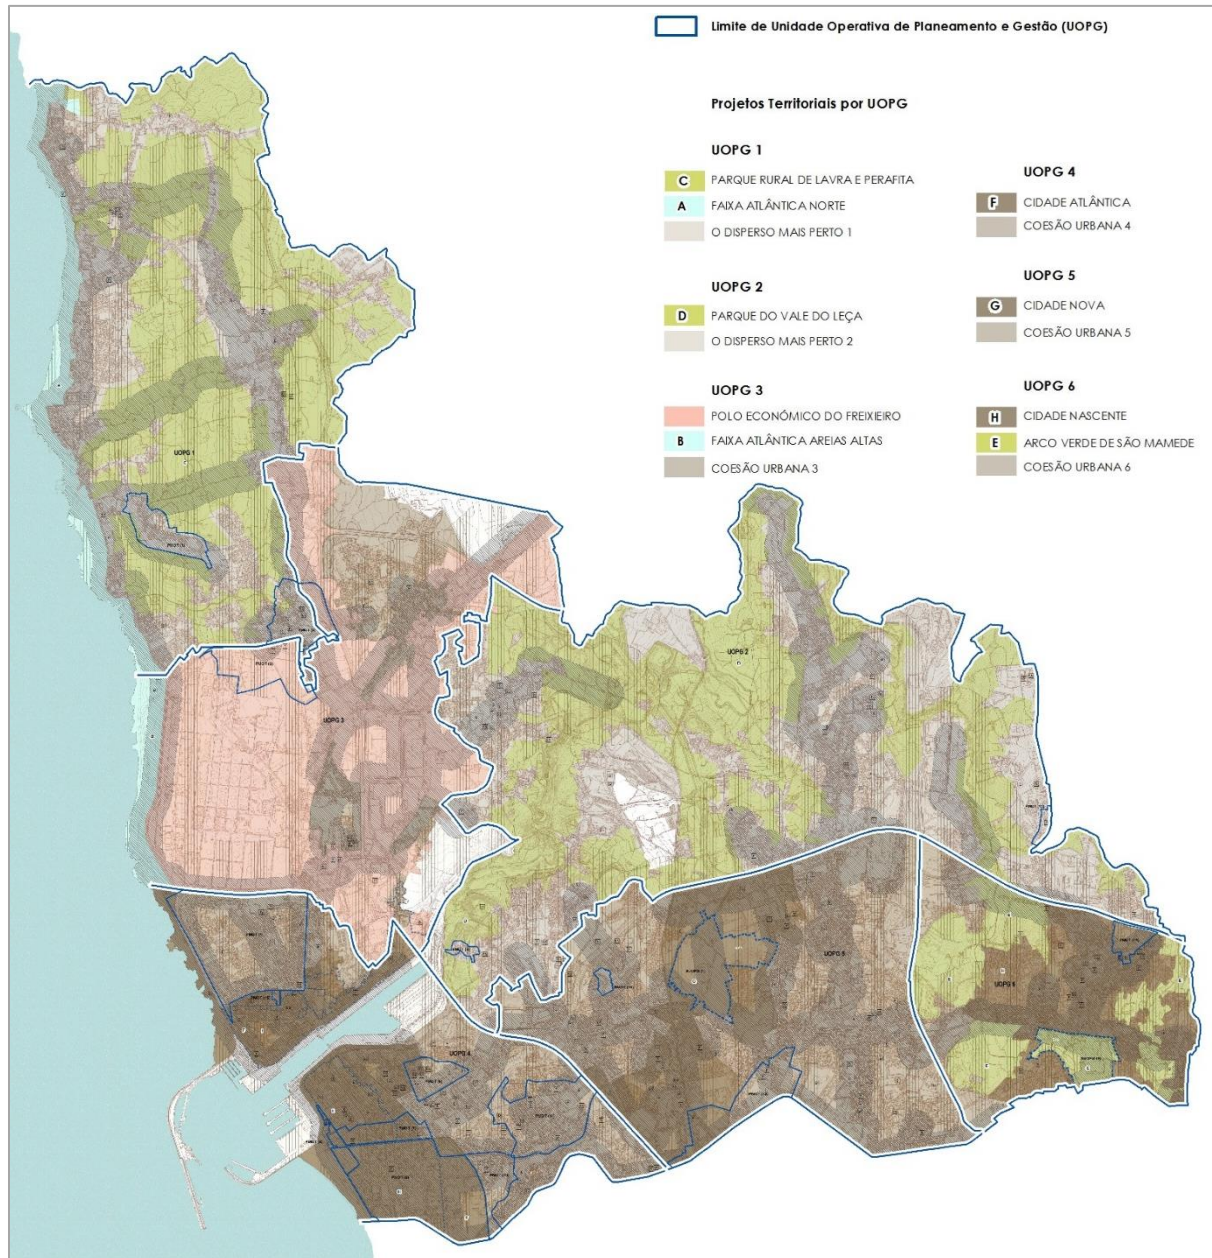 Limite de Unidade Operativa de Planeamento e Gestão (UOPG)
Projetos Territoriais por UOPG
UOPG 1
C PARQUE RURAL DE LAVRA E PERAFITA
A FAIXA ATLÂNTICA NORTE
O DISPERSO MAIS PERTO 1
UOPG 2
D PARQUE DO VALE DO LEÇA
O DISPERSO MAIS PERTO 2
UOPG 3
POLO ECONÓMICO DO FREIXIEIRO
B FAIXA ATLÂNTICA AREIAS ALTAS
COESÃO URBANA 3
UOPG 4
F CIDADE ATLÂNTICA
COESÃO URBANA 4
UOPG 5
G CIDADE NOVA
COESÃO URBANA 5
UOPG 6
H CIDADE NASCENTE
E ARCO VERDE DE SÃO MAMEDE
COESÃO URBANA 6
UOPG 1
UOPG 2
UOPG 3
UOPG 5
UOPG 6
UOPG 4